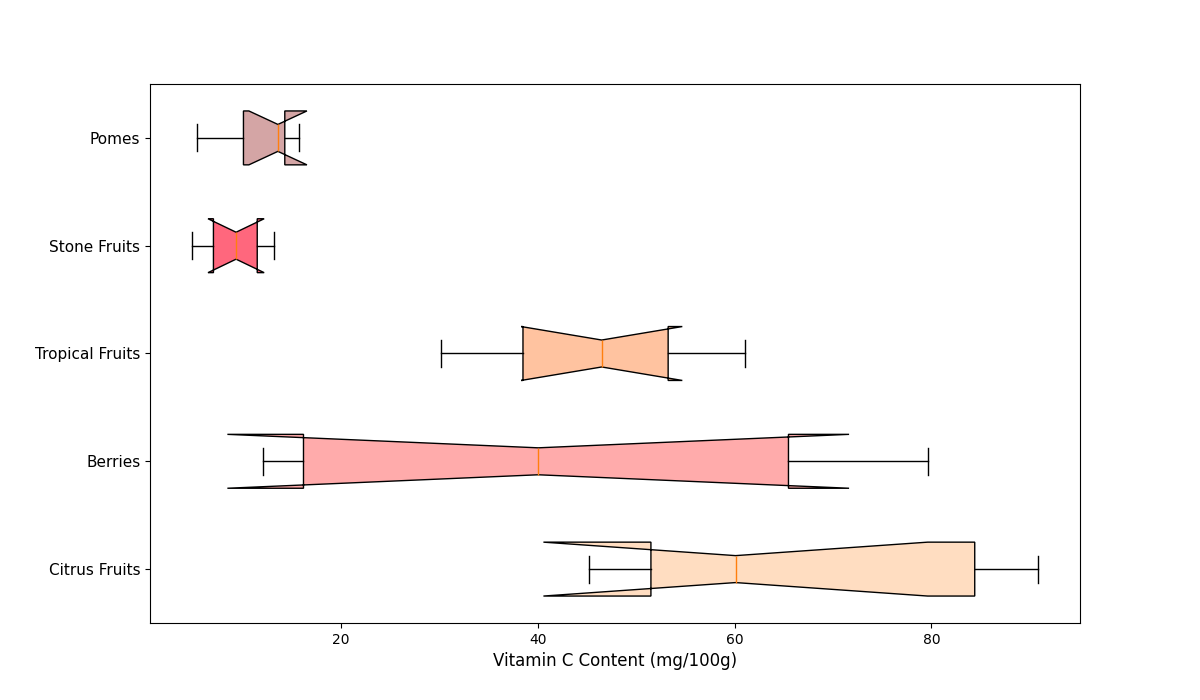 Pomes
Stone Fruits
Tropical Fruits
Berries
Citrus Fruits
20 40 60 80
Vitamin C Content (mg/100g)